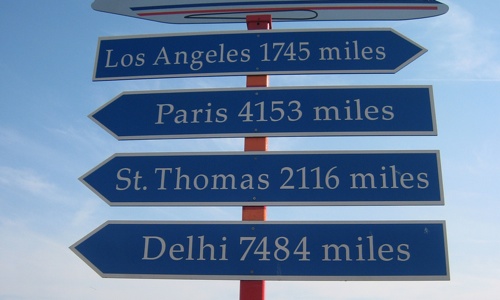 Los Angeles 1745 miles
Paris 4153 miles
St. Thomas 2116 miles
Delhi 7484 miles